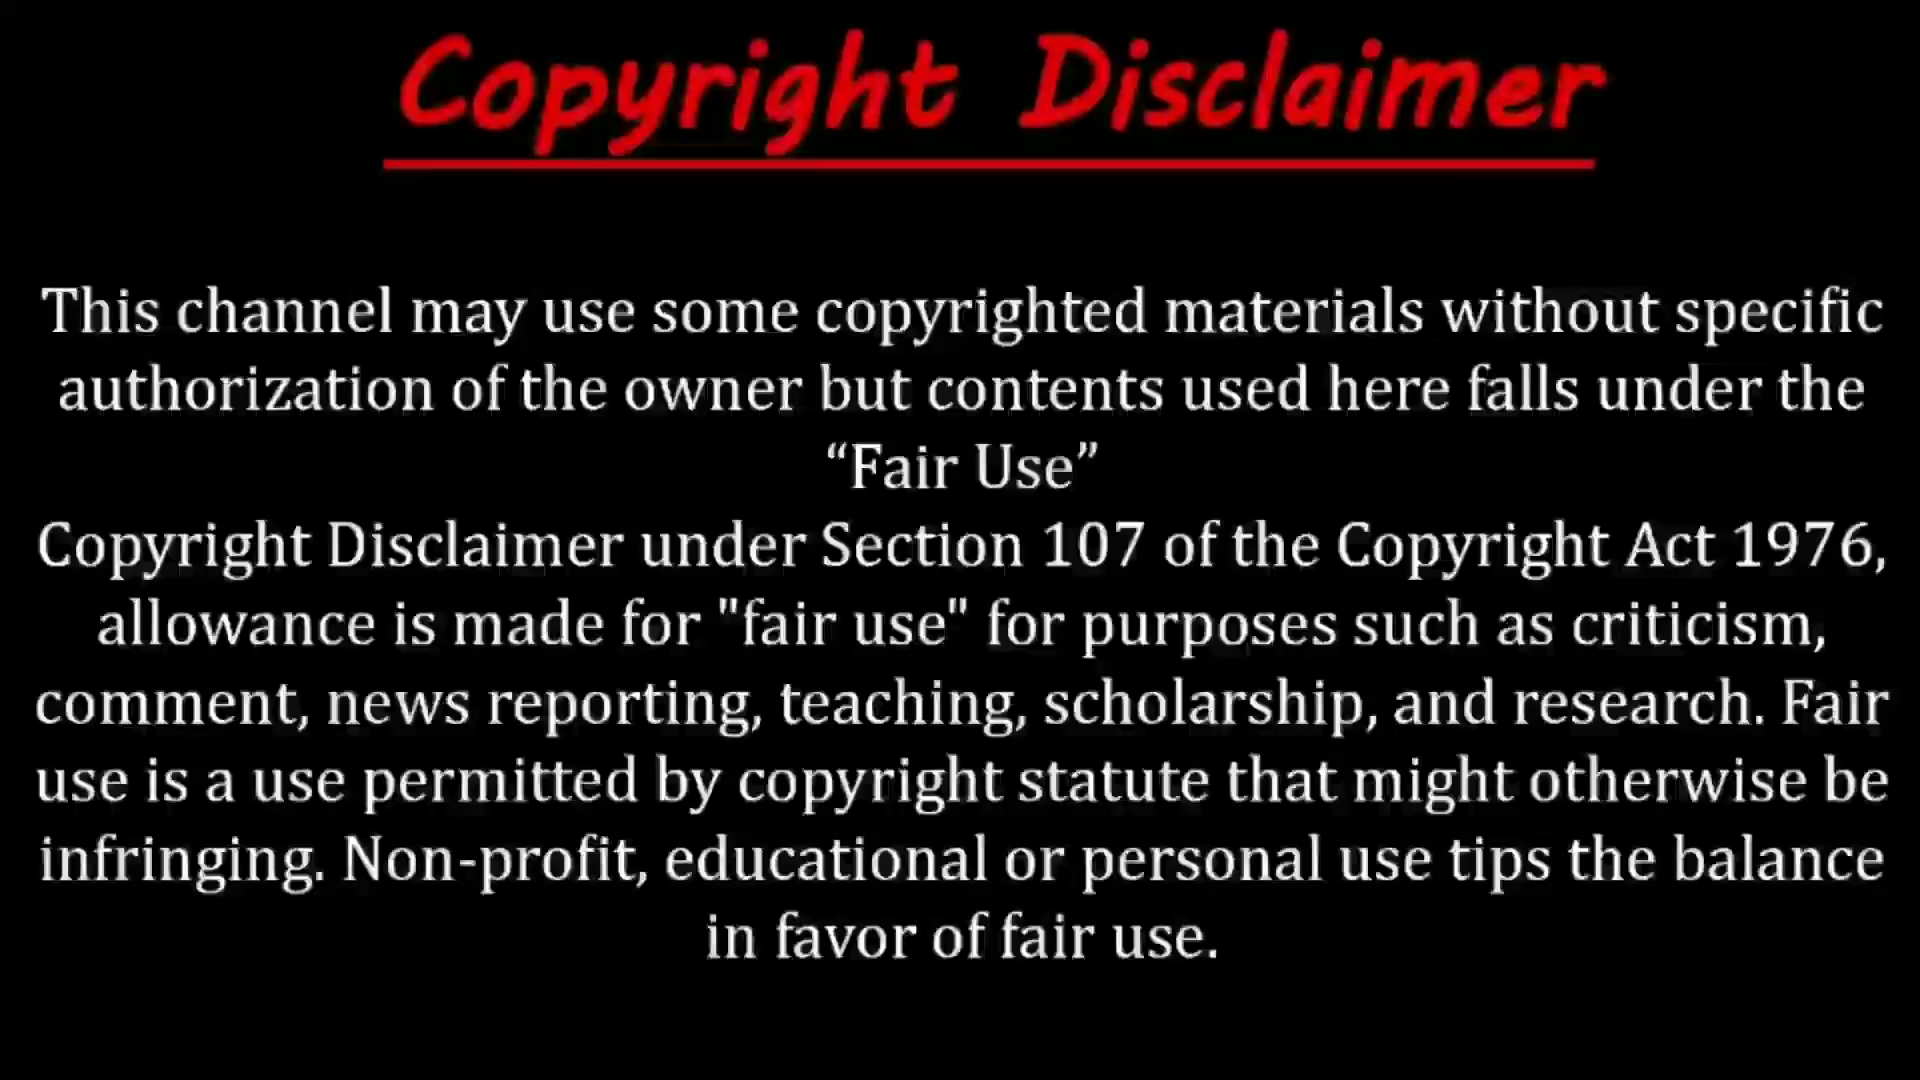 Copyright Disclaimer
This channel may use some copyrighted materials without specific
authorization of the owner but contents used here falls under the
“Fair Use”
Copyright Disclaimer under Section 107 of the Copyright Act 1976,
allowance is made for "fair use" for purposes such as criticism,
comment, news reporting, teaching, scholarship, and research. Fair
use is a use permitted by copyright statute that might otherwise be
infringing. Non-profit, educational or personal use tips the balance
in favor of fair use.